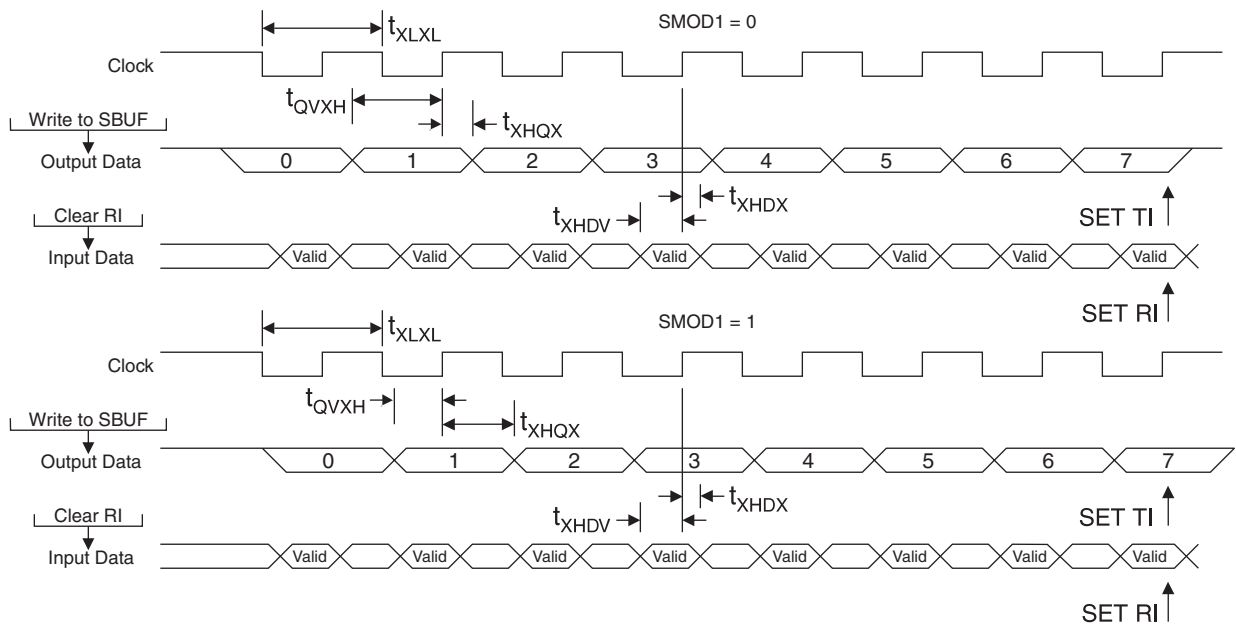 SMOD1 = 0
tXLXL
Clock
tQVXH
tXHQX
Write to SBUF
Output Data
0 1 2 3 4 5 6 7
tXHDX
tXHDV
SET TI
Clear RI
Input Data
Valid Valid Valid Valid Valid Valid Valid Valid
SET RI
SMOD1 = 1
tXLXL
Clock
tQVXH
tXHQX
Write to SBUF
Output Data
0 1 2 3 4 5 6 7
tXHDX
tXHDV
SET TI
Clear RI
Input Data
Valid Valid Valid Valid Valid Valid Valid Valid
SET RI